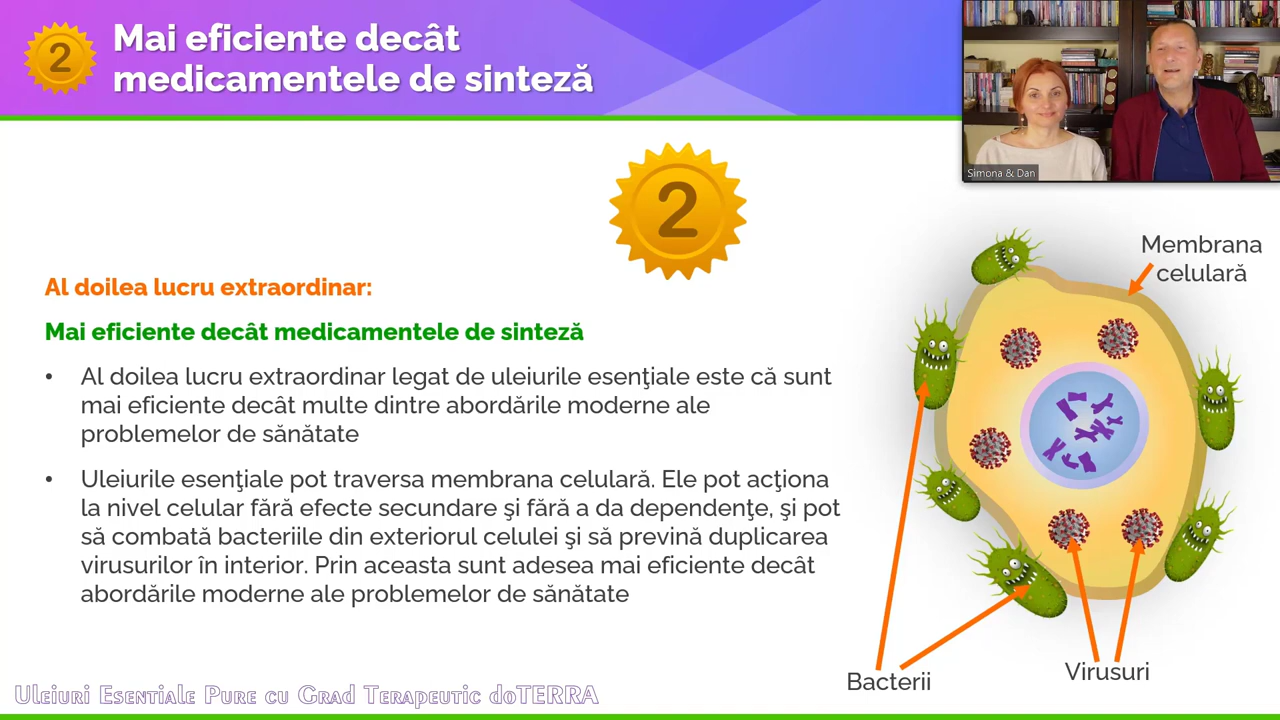 2
Mai eficiente decât
medicamentele de sinteză
Simona & Dan
2
Al doilea lucru extraordinar:
Mai eficiente decât medicamentele de sinteză
• Al doilea lucru extraordinar legat de uleiurile esenţiale este că sunt
mai eficiente decât multe dintre abordările moderne ale
problemelor de sănătate
• Uleiurile esenţiale pot traversa membrana celulară. Ele pot acţiona
la nivel celular fără efecte secundare şi fără a da dependenţe, şi pot
să combată bacteriile din exteriorul celulei şi să prevină duplicarea
virusurilor în interior. Prin aceasta sunt adesea mai eficiente decât
abordările moderne ale problemelor de sănătate
Membrana
celulară
Bacterii
Virusuri
Uleiuri Esentiale Pure cu Grad Terapeutic doTERRA